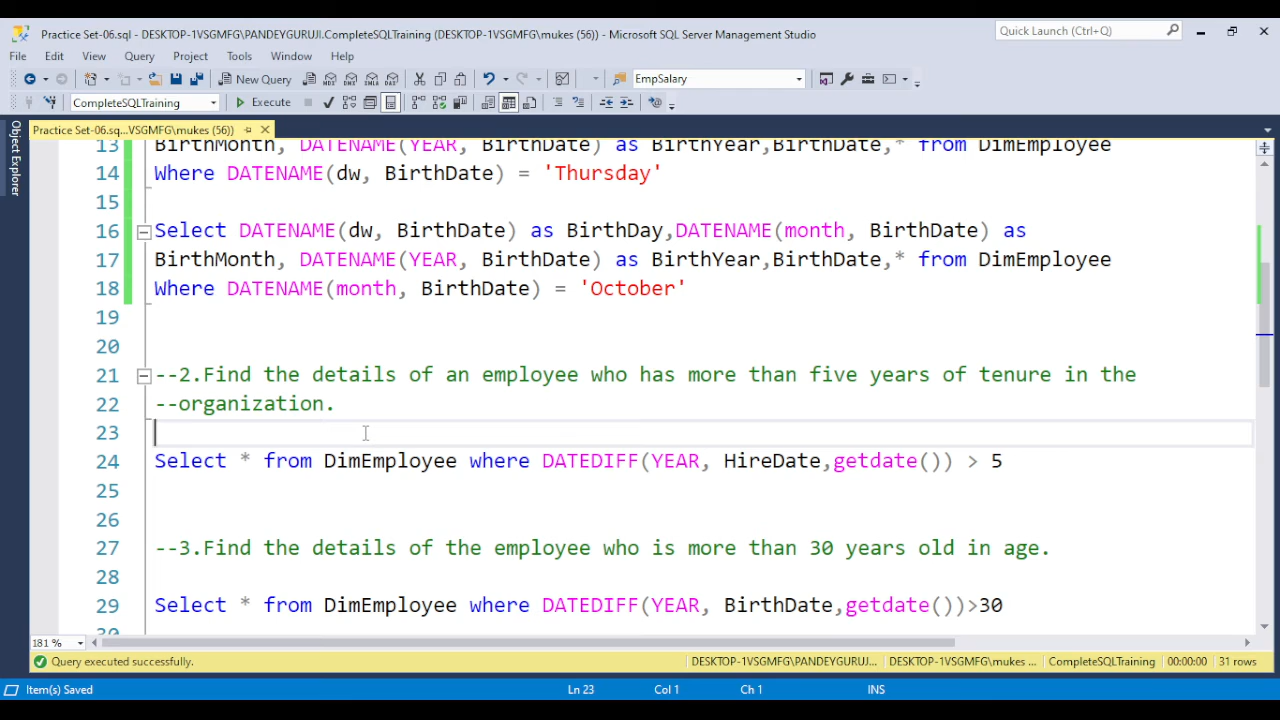 Practice Set-06.sql - DESKTOP-1VSGMFG\PANDEYGURUJI.CompleteSQLTraining (DESKTOP-1VSGMFG\mukes (56)) - Microsoft SQL Server Management Studio
Quick Launch (Ctrl+Q)
File Edit View Query Project Tools Window Help
New Query
EmpSalary
CompleteSQLTraining
Execute
Practice Set-06.sq...VSGMFG\mukes (56))
Object Explorer
13 BirthMonth, DATENAME(YEAR, BirthDate) as BirthYear,BirthDate,* from DimEmployee
14 Where DATENAME(dw, BirthDate) = 'Thursday'
15
16 Select DATENAME(dw, BirthDate) as BirthDay,DATENAME(month, BirthDate) as
17 BirthMonth, DATENAME(YEAR, BirthDate) as BirthYear,BirthDate,* from DimEmployee
18 Where DATENAME(month, BirthDate) = 'October'
19
20
21 --2.Find the details of an employee who has more than five years of tenure in the
22 --organization.
23
24 Select * from DimEmployee where DATEDIFF(YEAR, HireDate,getdate()) > 5
25
26
27 --3.Find the details of the employee who is more than 30 years old in age.
28
29 Select * from DimEmployee where DATEDIFF(YEAR, BirthDate,getdate())>30
30
181 %
Query executed successfully.
DESKTOP-1VSGMFG\PANDEYGURUJI... DESKTOP-1VSGMFG\mukes ... CompleteSQLTraining 00:00:00 31 rows
Item(s) Saved
Ln 23 Col 1 Ch 1 INS